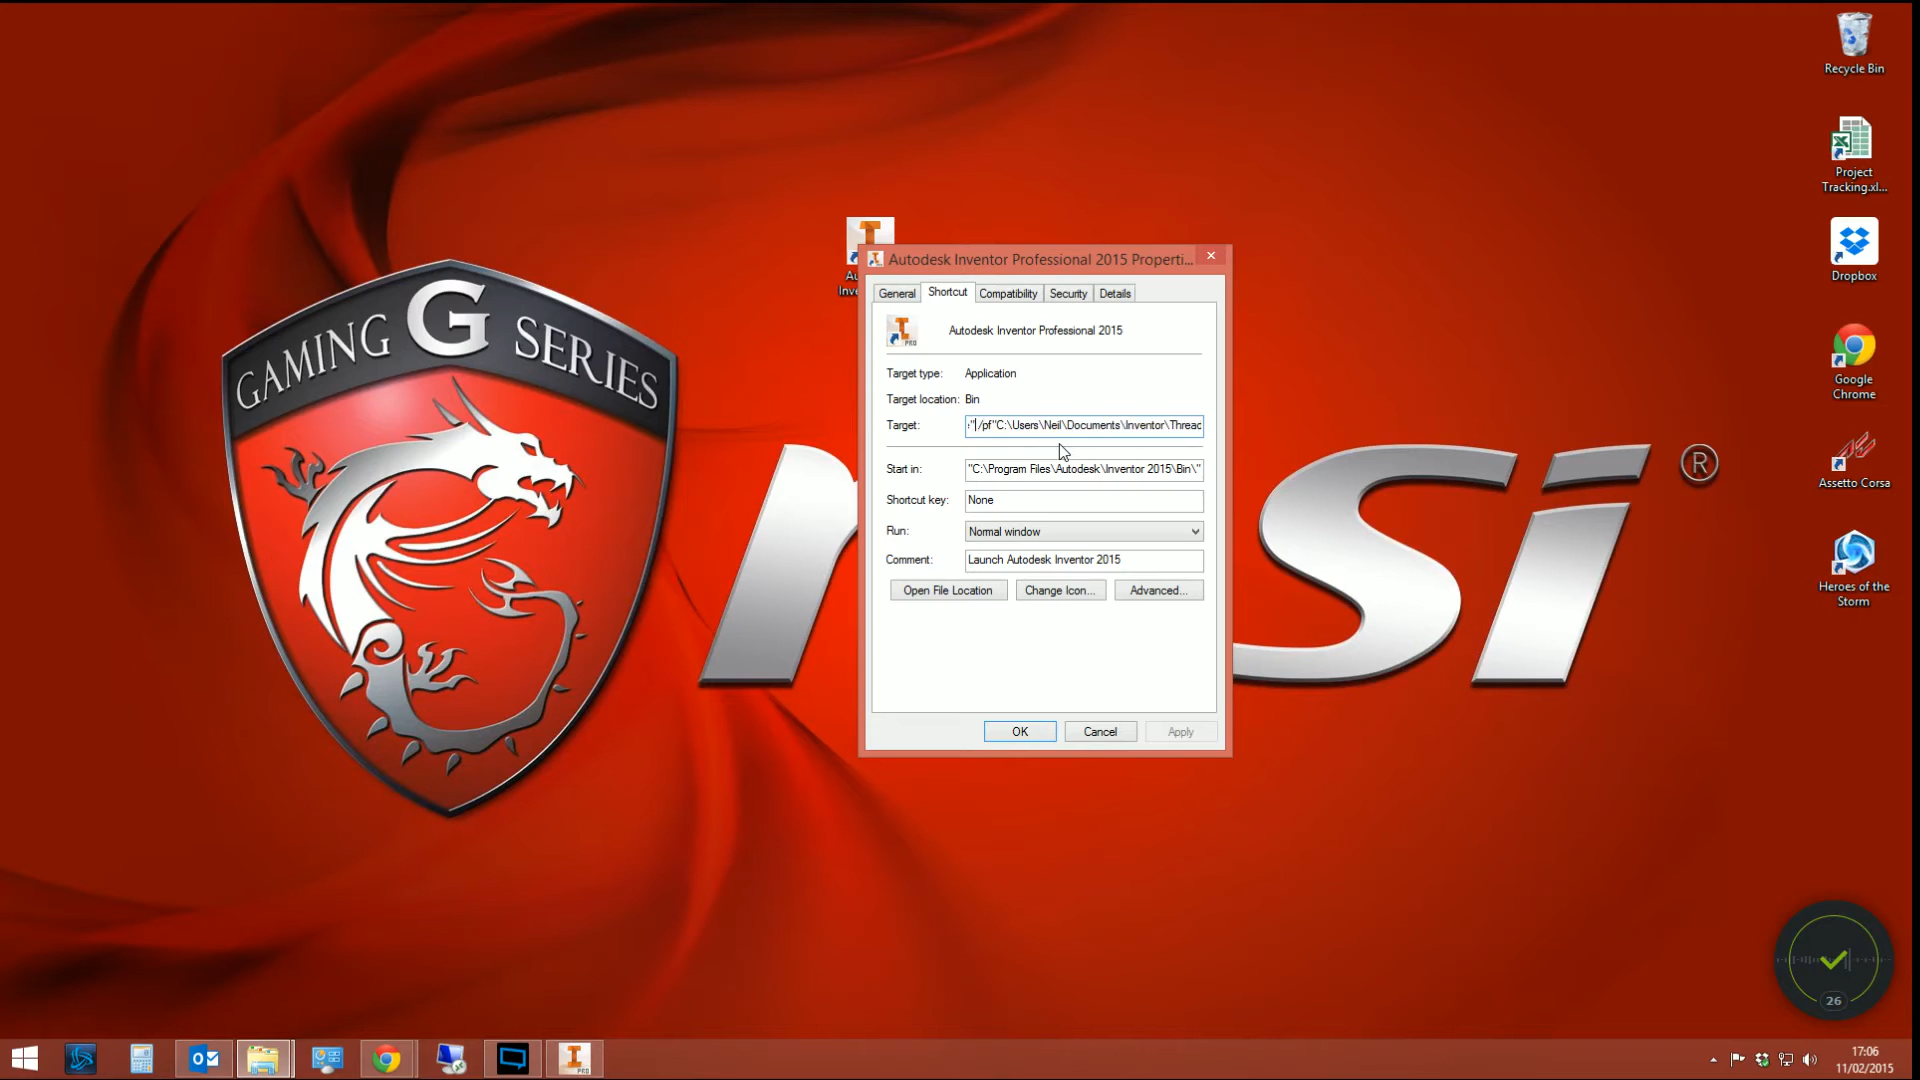 Recycle Bin
Project
Tracking.xl...
Dropbox
Google
Chrome
Assetto Corsa
Heroes of the
Storm
GAMING G SERIES
®
Autodesk Inventor Professional 2015 Properti...
General
Shortcut
Compatibility
Security
Details
PRO
Autodesk Inventor Professional 2015
Target type: Application
Target location: Bin
Target: " /pf"C:\Users\Neil\Documents\Inventor\Threac
Start in: "C:\Program Files\Autodesk\Inventor 2015\Bin\"
Shortcut key: None
Run: Normal window
Comment: Launch Autodesk Inventor 2015
Open File Location
Change Icon...
Advanced...
OK
Cancel
Apply
26
PRO
17:06
11/02/2015